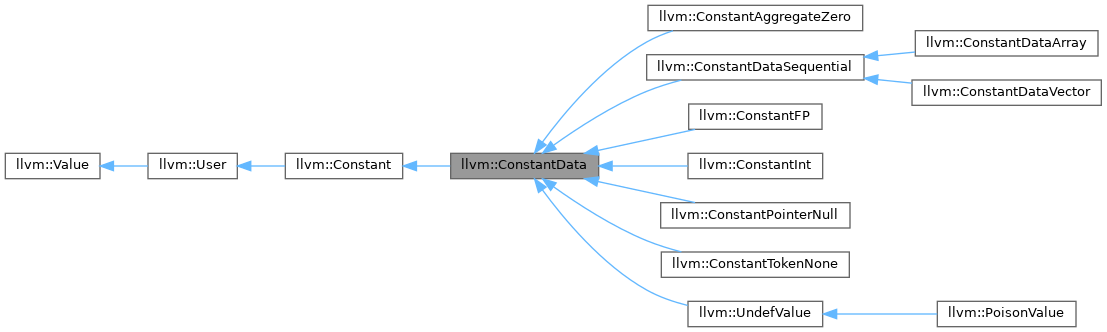 llvm::Value
llvm::User
llvm::Constant
llvm::ConstantData
llvm::ConstantAggregateZero
llvm::ConstantDataSequential
llvm::ConstantDataArray
llvm::ConstantDataVector
llvm::ConstantFP
llvm::ConstantInt
llvm::ConstantPointerNull
llvm::ConstantTokenNone
llvm::UndefValue
llvm::PoisonValue